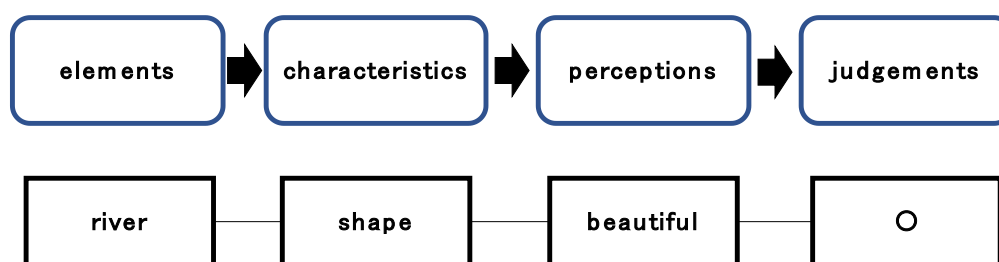 elements characteristics perceptions judgements
river shape beautiful ○